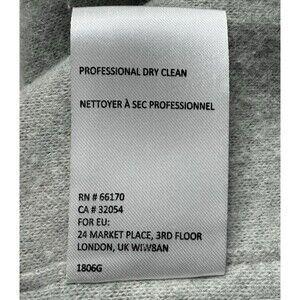 PROFESSIONAL DRY CLEAN
NETTOYER À SEC PROFESSIONNEL
RN # 66170
CA # 32054
FOR EU:
24 MARKET PLACE, 3RD FLOOR
LONDON, UK WIW8AN
1806G